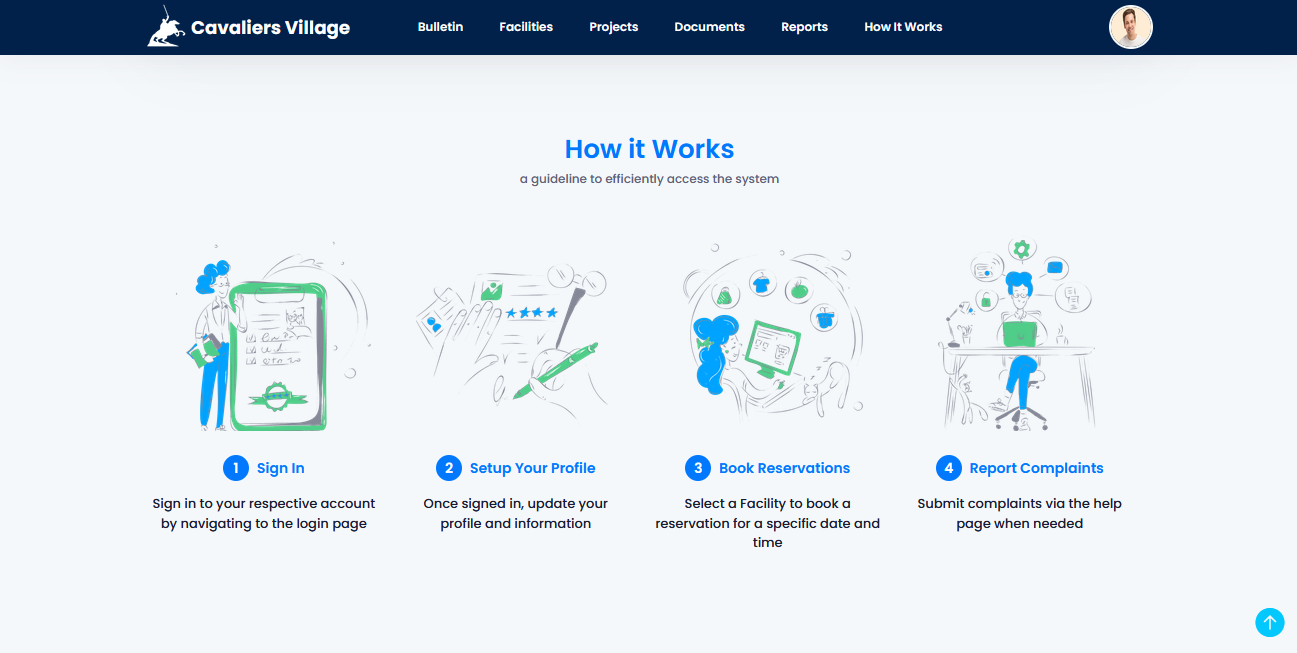 Cavaliers Village
Bulletin
Facilities
Projects
Documents
Reports
How It Works
How it Works
a guideline to efficiently access the system
1 Sign In
Sign in to your respective account
by navigating to the login page
2 Setup Your Profile
Once signed in, update your
profile and information
3 Book Reservations
Select a Facility to book a
reservation for a specific date and
time
4 Report Complaints
Submit complaints via the help
page when needed